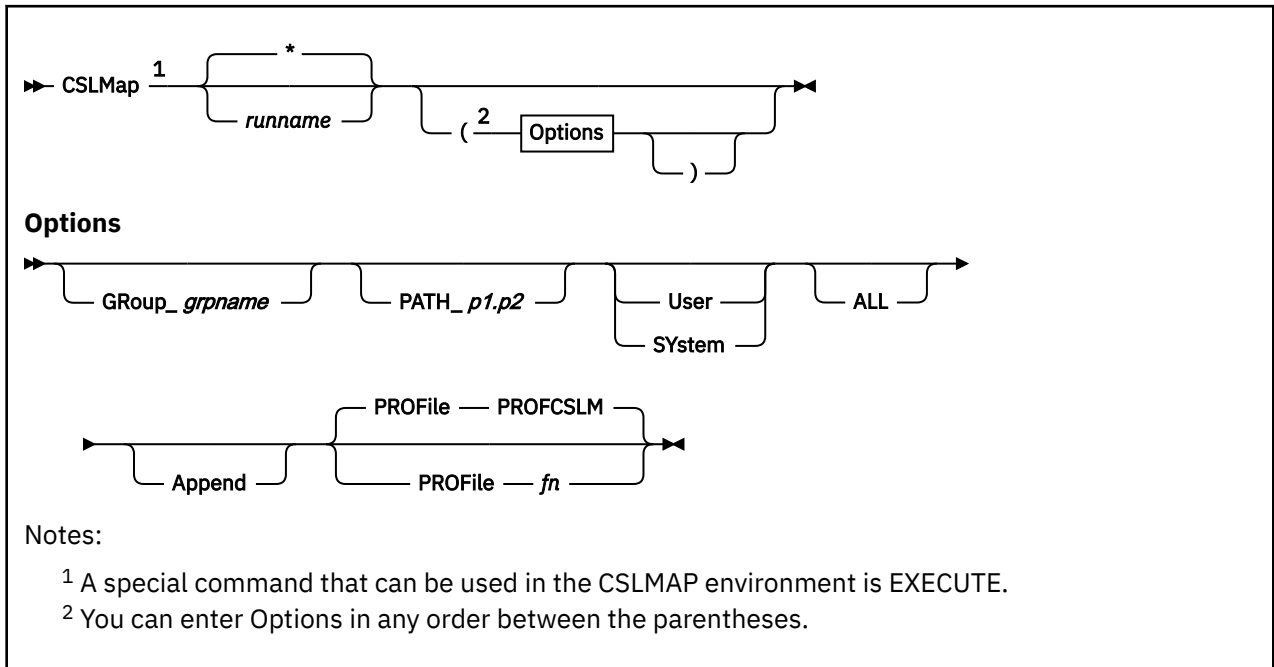 *
CSLMap 1
runname
( 2 Options
)
Options
GRoup_ grpname PATH_ p1.p2 User ALL
SYstem
PROFile PROFCSLM
Append PROFile fn
Notes:
1 A special command that can be used in the CSLMAP environment is EXECUTE.
2 You can enter Options in any order between the parentheses.